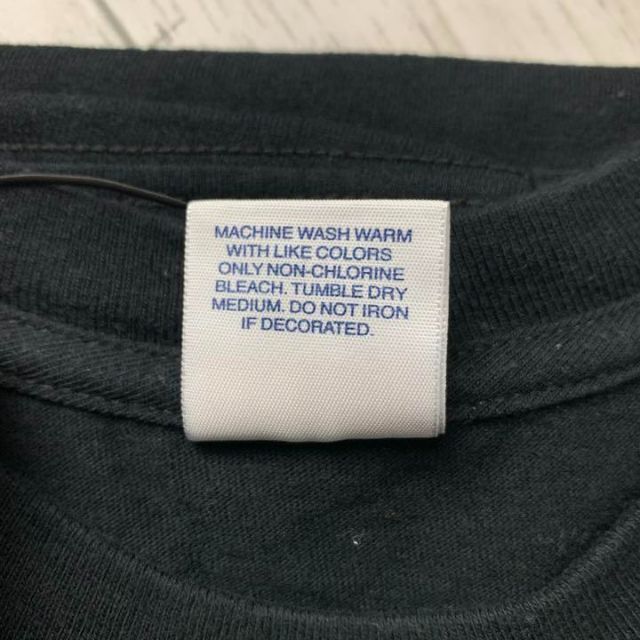 MACHINE WASH WARM
WITH LIKE COLORS
ONLY NON-CHLORINE
BLEACH. TUMBLE DRY
MEDIUM. DO NOT IRON
IF DECORATED.